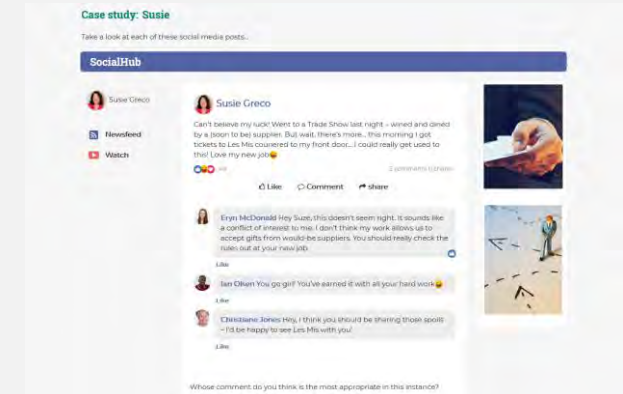 Case study: Susie
Take a look at each of these social media posts...
SocialHub
Susie Greco
Newsfeed
Watch
Susie Greco
Can't believe my luck! Went to a Trade Show last night - wined and dined
by a (soon to be) supplier. But wait, there's more... this morning I got
tickets to Les Mis couriered to my front door... I could really get used to
this! Love my new job
comments
Like Comment share
Eryn McDonald Hey Suze, this doesn't seem right. It sounds like
a conflict of interest to me. I don't think my work allows us to
accept gifts from would-be suppliers. You should really check the
rules out at your new job.
Like
Ian Oken You go girl! You've earned it with all your hard work
Like
Christiane Jones Hey, I think you should be sharing those spoils
- I'd be happy to see Les Mis with you!
Like
Whose comment do you think is the most appropriate in this instance?